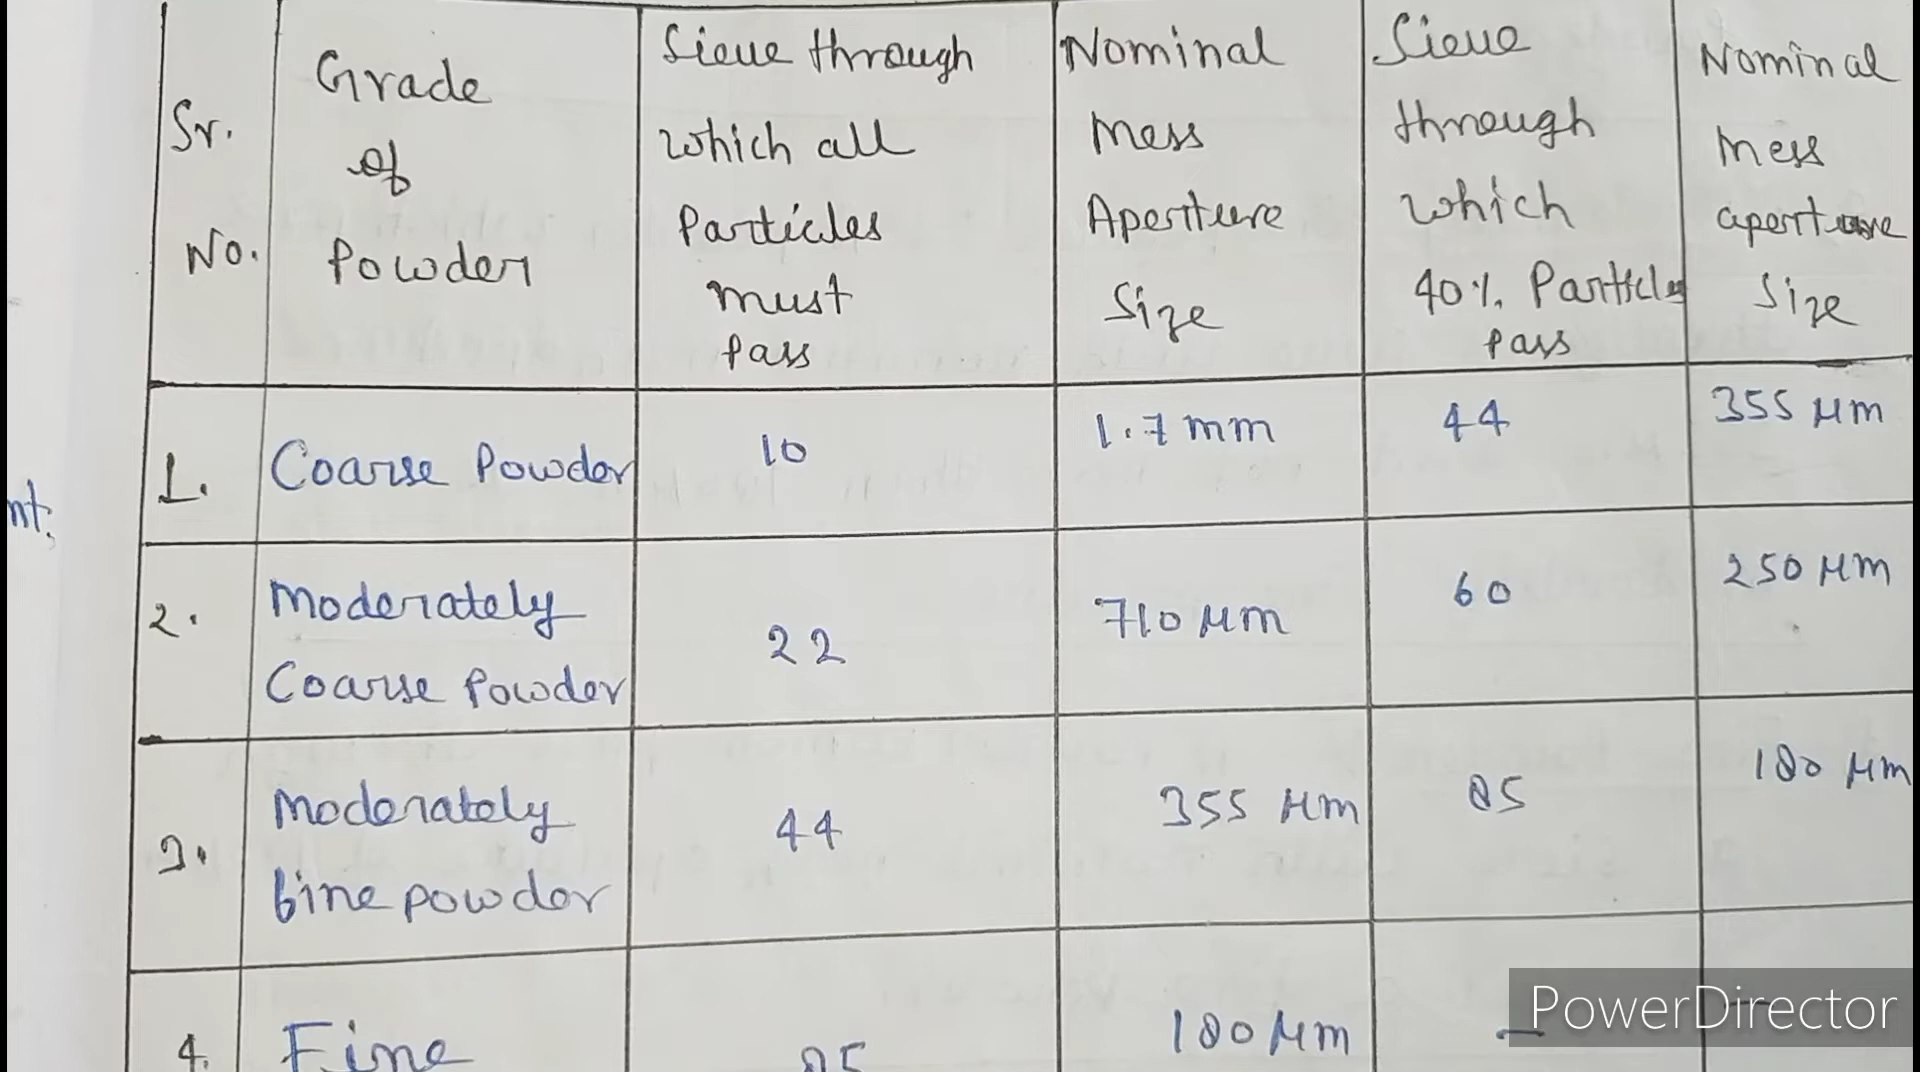 Sr.
No.
Grade
of
Powder
Sieve through
which all
Particles
must
pass
Nominal
Mess
Aperture
Size
Sieve
through
which
40% Particles
pass
Nominal
Mess
aperture
Size
1.
Coarse Powder
10
1.7 mm
44
355 μm
2.
Moderately
Coarse Powder
22
710 μm
60
250 μm
3.
Moderately
fine powder
44
355 μm
85
180 μm
4.
Fine
85
180 μm
-
nt.
PowerDirector